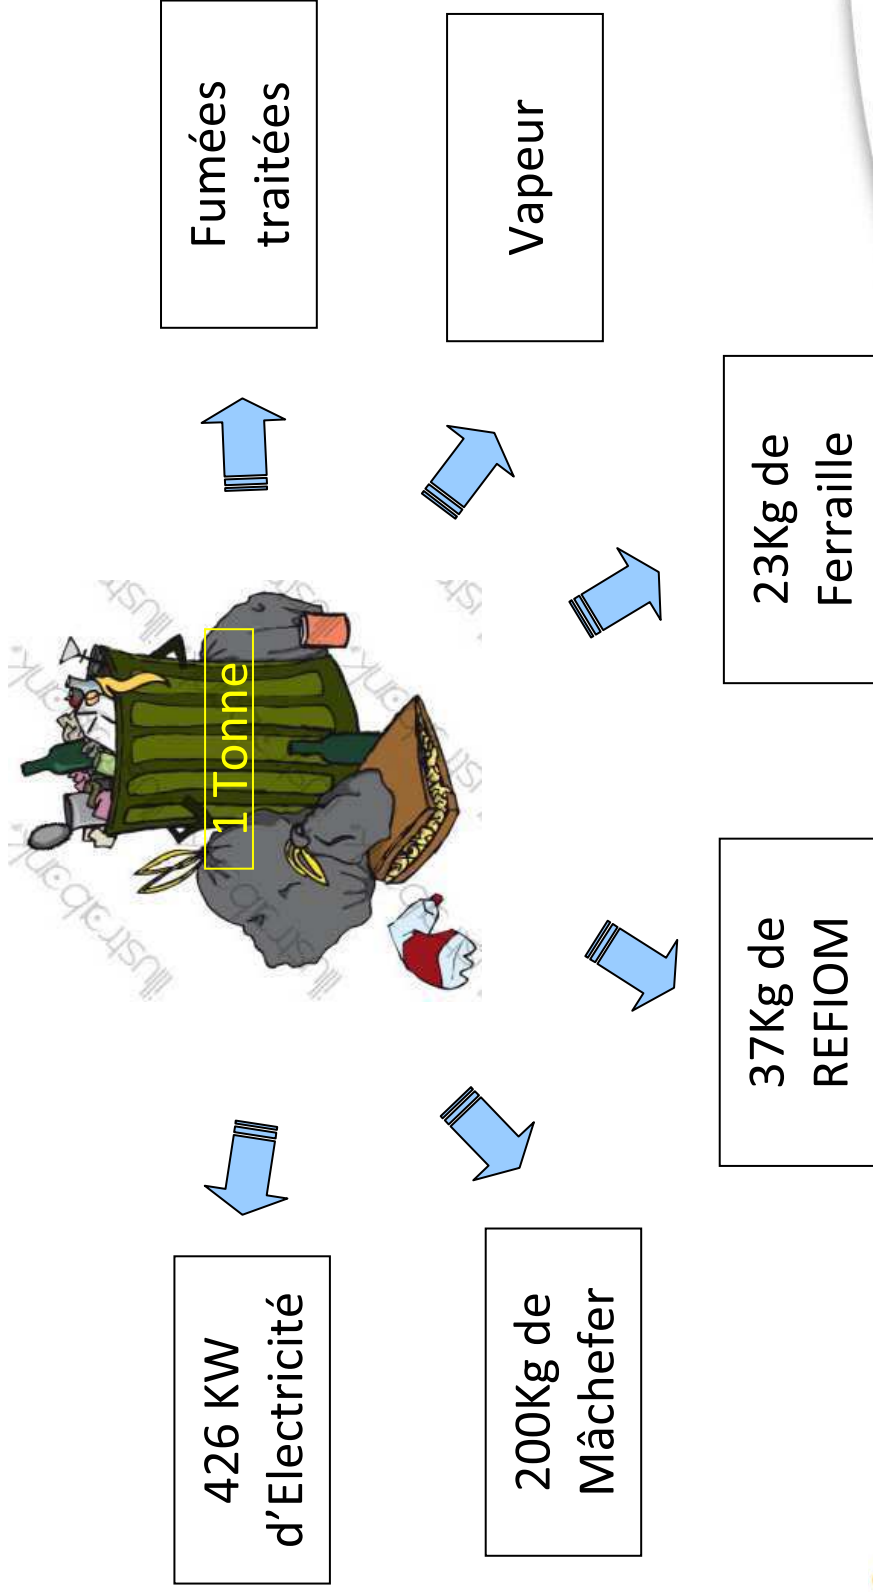 1 Tonne
426 KW
d'Electricité
Fumées
traitées
200Kg de
Mâchefer
Vapeur
37Kg de
REFIOM
23Kg de
Ferraille